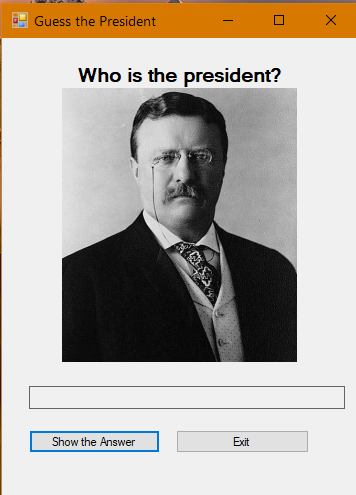 Guess the President
Who is the president?
Show the Answer
Exit